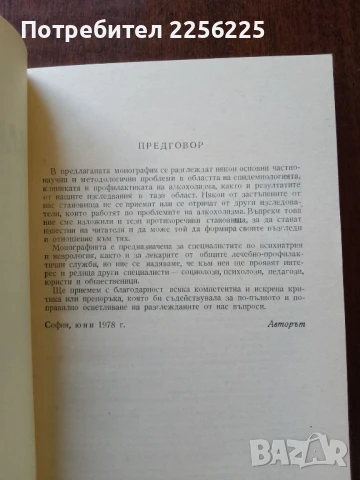 Потребител 2256225
ПРЕДГОВОР
В предлаганата монография се разглеждат някои основни частно-
научни и методологични проблеми в областта на епидемиологията,
клиниката и профилактиката на алкохолизма, както и резултатите
от нашите изследвания в тази област. Някои от застъпените от
нас становища не се приемат или се отричат от други изследова-
тели, които работят по проблемите на алкохолизма. Въпреки това
ние сме изложили и тези противоречиви становища, за да станат
известни на читателя и да може той да формира своите възгледи
и отношение към тях.
Монографията е предназначена за специалистите по психиатрия
и неврология, както и за лекарите от общите лечебно-профилак-
тични служби, но ние се надяваме, че към нея ще проявят инте-
рес и редица други специалисти — социолози, психолози, педагози,
юристи и общественици.
Ще приемем с благодарност всяка компетентна и искрена кри-
тика или препоръка, която би съдействувала за по-пълното и по-
правилно осветляване на разглежданите от нас въпроси.
София, юни 1978 г. Авторът
bazar